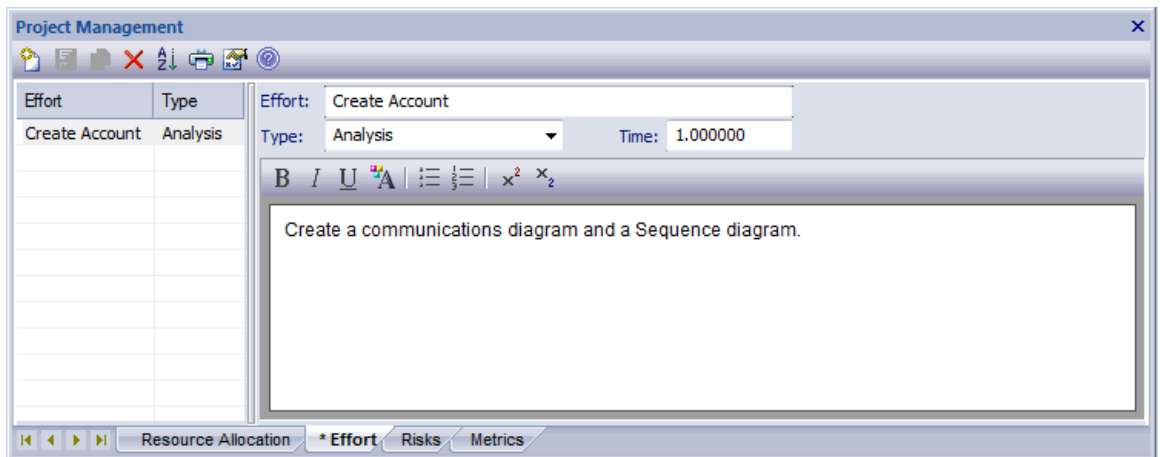 Project Management
Effort Type
Create Account Analysis
Effort: Create Account
Type: Analysis Time: 1.000000
B I U A x² x₂
Create a communications diagram and a Sequence diagram.
Resource Allocation * Effort Risks Metrics